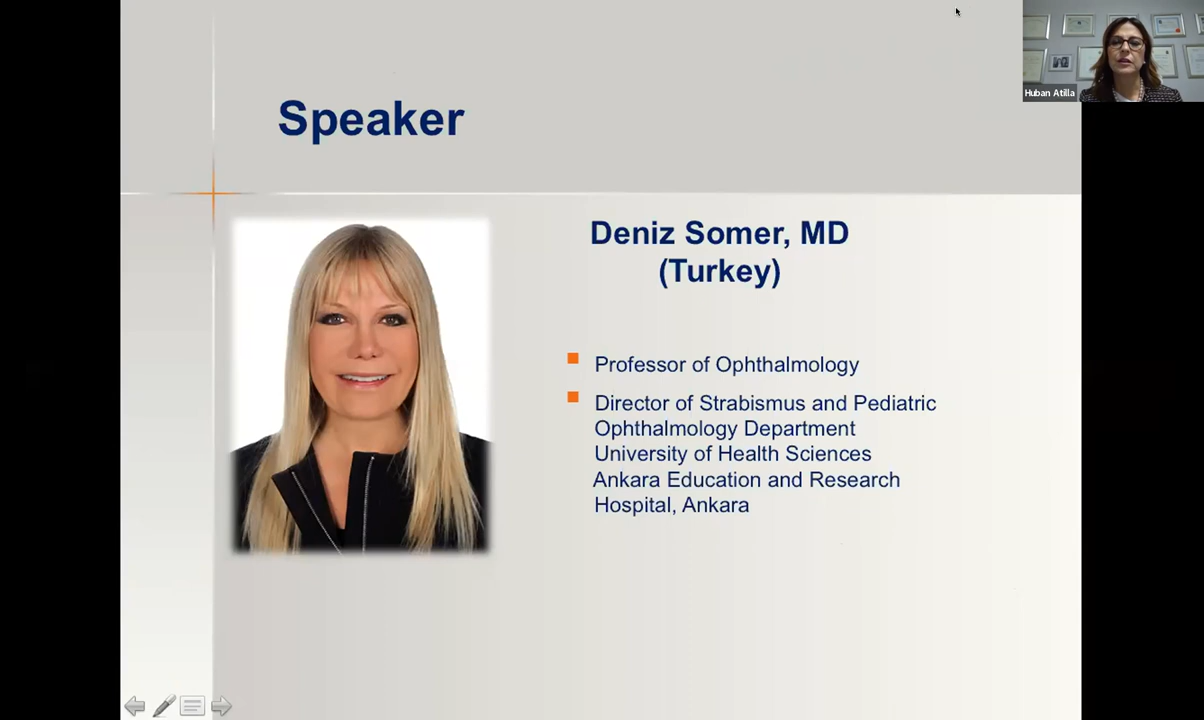 Speaker
Huban Atilla
Deniz Somer, MD
(Turkey)
Professor of Ophthalmology
Director of Strabismus and Pediatric
Ophthalmology Department
University of Health Sciences
Ankara Education and Research
Hospital, Ankara